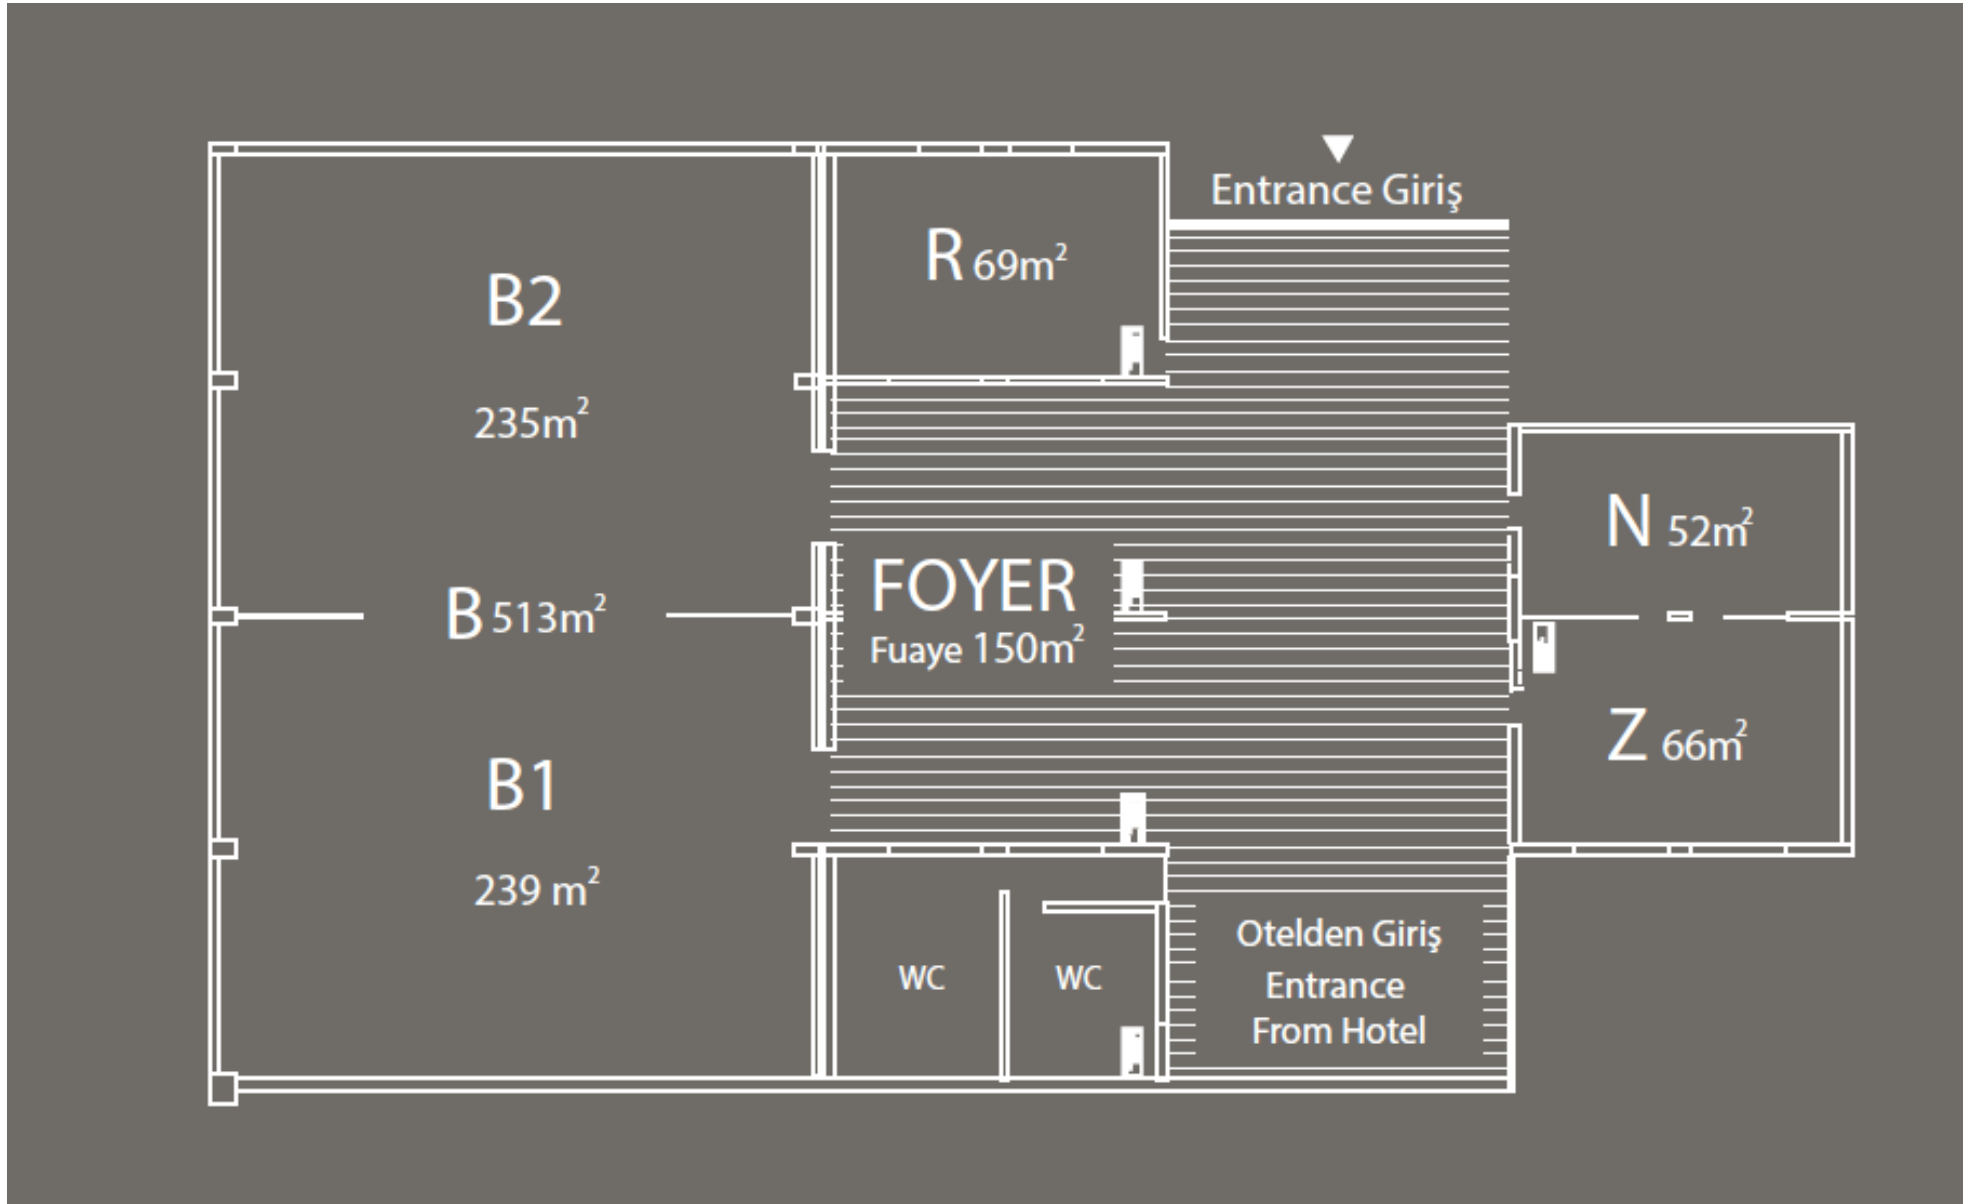 Entrance Giriş
R 69m²
B2
235m²
N 52m²
FOYER
Fuaye 150m²
B 513m²
Z 66m²
B1
239 m²
WC
WC
Otelden Giriş
Entrance
From Hotel